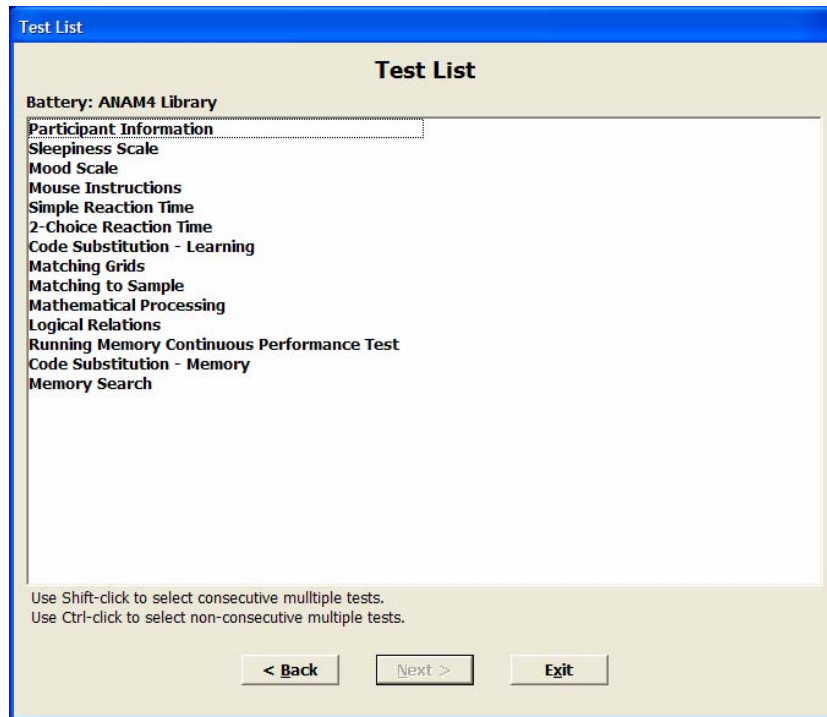 Test List
Test List
Battery: ANAM4 Library
Participant Information
Sleepiness Scale
Mood Scale
Mouse Instructions
Simple Reaction Time
2-Choice Reaction Time
Code Substitution - Learning
Matching Grids
Matching to Sample
Mathematical Processing
Logical Relations
Running Memory Continuous Performance Test
Code Substitution - Memory
Memory Search
Use Shift-click to select consecutive mulltiple tests.
Use Ctrl-click to select non-consecutive multiple tests.
< Back Next > Exit